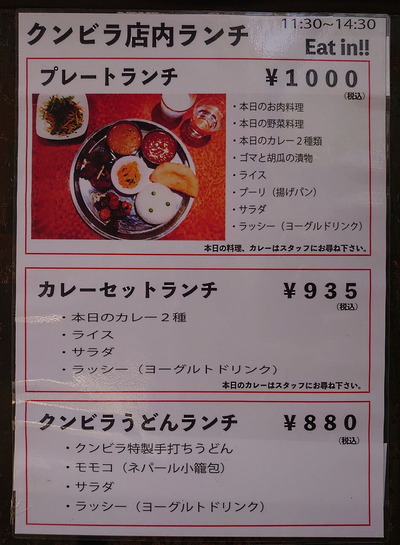 クンビラ店内ランチ
11:30~14:30
Eat in!!
プレートランチ
¥1000
(税込)
・本日のお肉料理
・本日の野菜料理
・本日のカレー２種類
・ゴマと胡瓜の漬物
・ライス
・プーリ（揚げパン）
・サラダ
・ラッシー（ヨーグルドリンク）
本日の料理、カレーはスタッフにお尋ね下さい。
カレーセットランチ
¥935
(税込)
・本日のカレー２種
・ライス
・サラダ
・ラッシー（ヨーグルトドリンク）
本日のカレーはスタッフにお尋ね下さい。
クンビラうどんランチ
¥880
(税込)
・クンビラ特製手打ちうどん
・モモコ（ネパール小籠包）
・サラダ
・ラッシー（ヨーグルトドリンク）